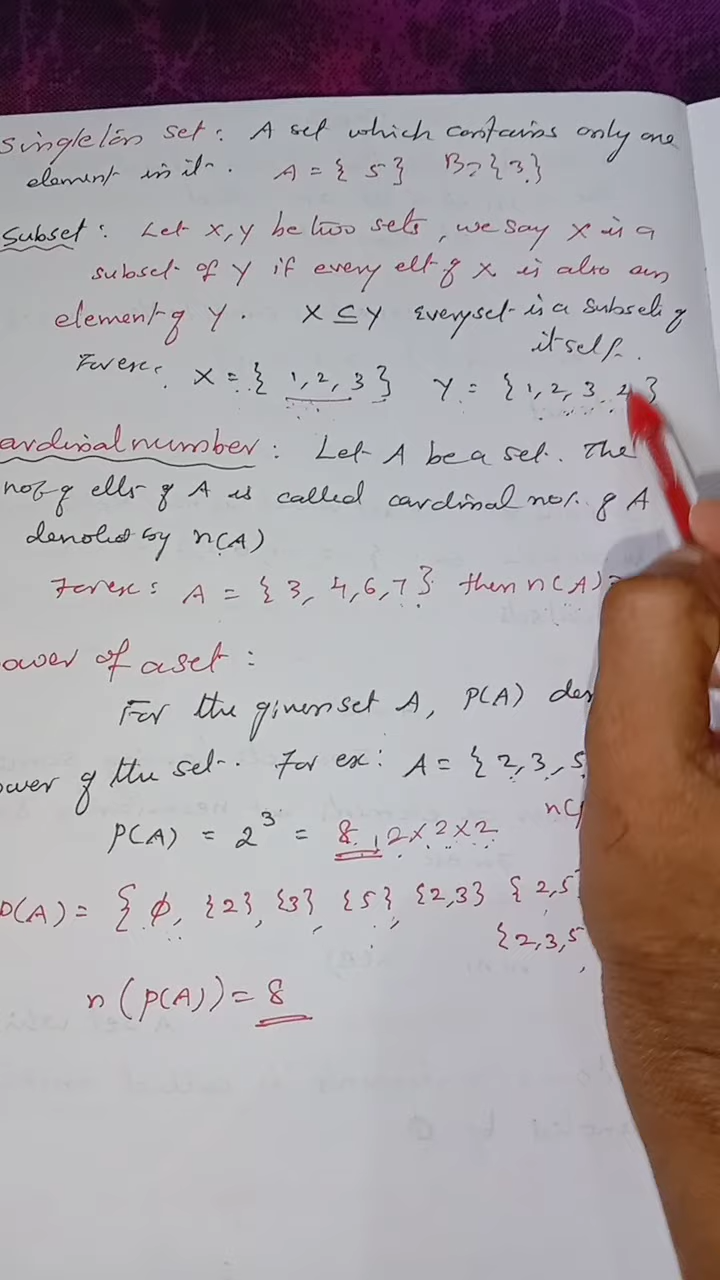 Singleton set: A set which contains only one
element in it. A = { 5 } B = { 3 }
Subset: Let X, Y be two sets, we say X is a
subset of Y if every elt of X is also an
element of Y. X ⊆ Y Every set is a subset of
itself.
For ex: X = { 1, 2, 3 } Y = { 1, 2, 3, 4 }
ardinal number: Let A be a set. The
no. of elts of A is called cardinal no. of A
denoted by n(A)
For ex: A = { 3, 4, 6, 7 } then n(A) =
ower of a set:
For the given set A, P(A) den
ower of the set. For ex: A = { 2, 3, 5
n(
P(A) = 2³ = 8, 2×2×2
P(A) = { ϕ, {2}, {3} {5} {2,3} { 2,5
{2,3,5
n (P(A)) = 8